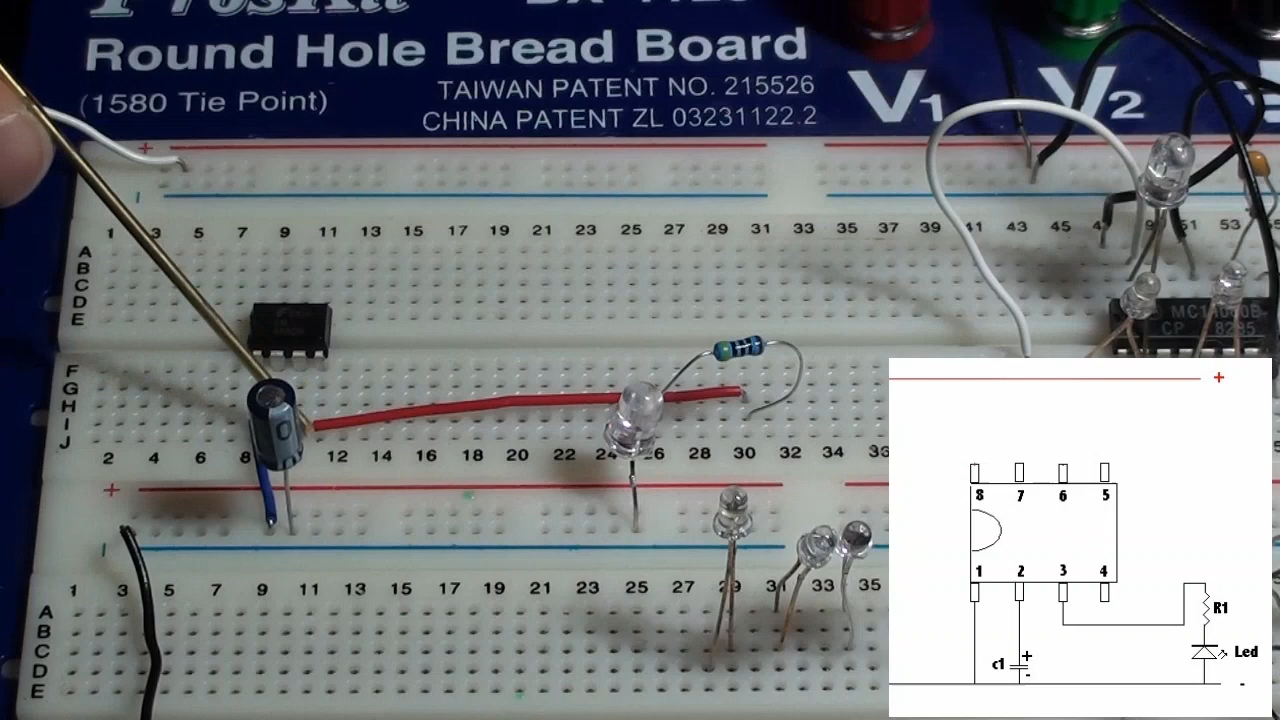 Round Hole Bread Board
(1580 Tie Point)
TAIWAN PATENT NO. 215526
CHINA PATENT ZL 03231122.2
V1 V2
+
1 3 5 7 9 11 13 15 17 19 21 23 25 27 29 31 33 35 37 39 41 43 45 53
A
B
C
D
E
F
G
H
I
J
2 4 6 8 12 14 16 18 20 22 24 26 28 30 32 34
+
1 3 5 7 9 11 13 15 17 19 21 23 25 27 29 31 33 35
A
B
C
D
E
+
8 7 6 5
1 2 3 4
R1
c1 + -
Led
-